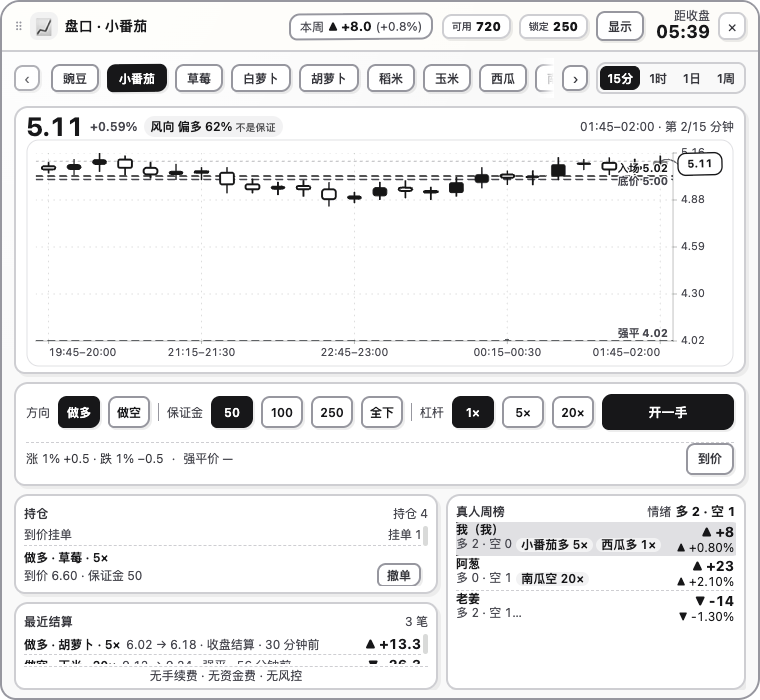 盘口 · 小番茄
本周 ▲ +8.0 (+0.8%)
可用 720
锁定 250
显示
距收盘
05:39
×
‹
豌豆
小番茄
草莓
白萝卜
胡萝卜
稻米
玉米
西瓜
›
15分
1时
1日
1周
5.11 +0.59% 风向 偏多 62% 不是保证
01:45–02:00 · 第 2/15 分钟
5.16
5.11
入场·5.02
底价 5.00
4.88
4.59
4.30
强平 4.02
4.02
19:45–20:00
21:15–21:30
22:45–23:00
00:15–00:30
01:45–02:00
方向 做多 做空 保证金 50 100 250 全下 杠杆 1× 5× 20× 开一手
涨 1% +0.5 · 跌 1% −0.5 · 强平价 —
到价
持仓
持仓 4
到价挂单
挂单 1
做多 · 草莓 · 5×
到价 6.60 · 保证金 50
撤单
最近结算
3 笔
做多 · 胡萝卜 · 5× 6.02 → 6.18 · 收盘结算 · 30 分钟前 ▲ +13.3
无手续费 · 无资金费 · 无风控
真人周榜
情绪 多 2 · 空 1
我（我）
▲ +8
多 2 · 空 0 小番茄多 5× 西瓜多 1×
▲ +0.80%
阿葱
▲ +23
多 0 · 空 1 南瓜空 20×
▲ +2.10%
老姜
▼ -14
多 2 · 空 1…
▼ -1.30%